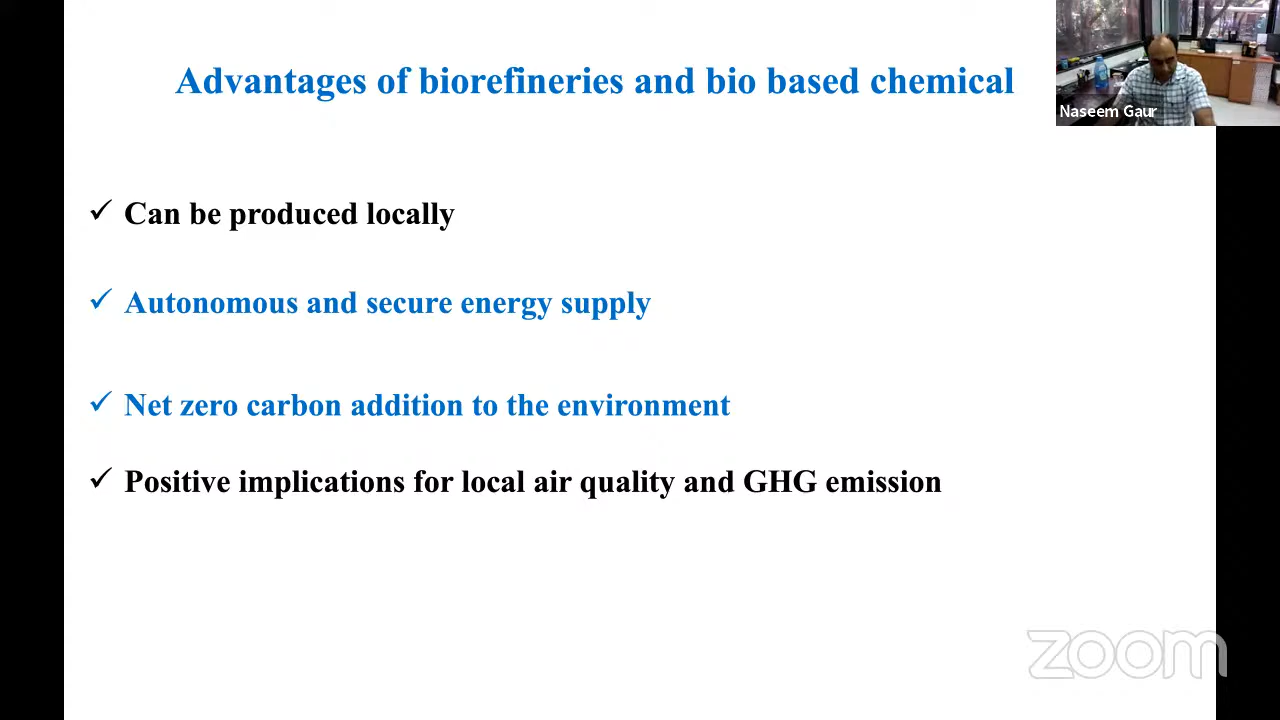 Advantages of biorefineries and bio based chemical
Naseem Gaur
✓ Can be produced locally
✓ Autonomous and secure energy supply
✓ Net zero carbon addition to the environment
✓ Positive implications for local air quality and GHG emission
zoom